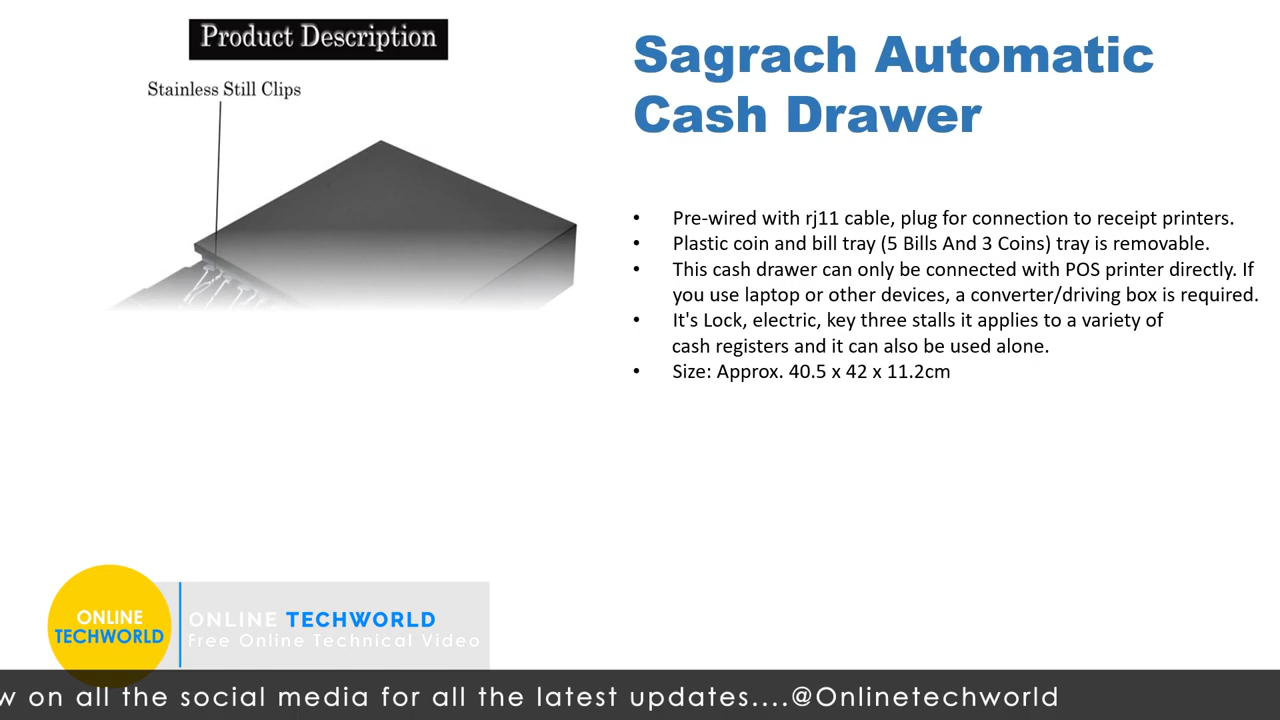 Product Description
Stainless Still Clips
Sagrach Automatic
Cash Drawer
• Pre-wired with rj11 cable, plug for connection to receipt printers.
• Plastic coin and bill tray (5 Bills And 3 Coins) tray is removable.
• This cash drawer can only be connected with POS printer directly. If
you use laptop or other devices, a converter/driving box is required.
• It's Lock, electric, key three stalls it applies to a variety of
cash registers and it can also be used alone.
• Size: Approx. 40.5 x 42 x 11.2cm
ONLINE
TECHWORLD
ONLINE TECHWORLD
Free Online Technical Video
w on all the social media for all the latest updates....@Onlinetechworld